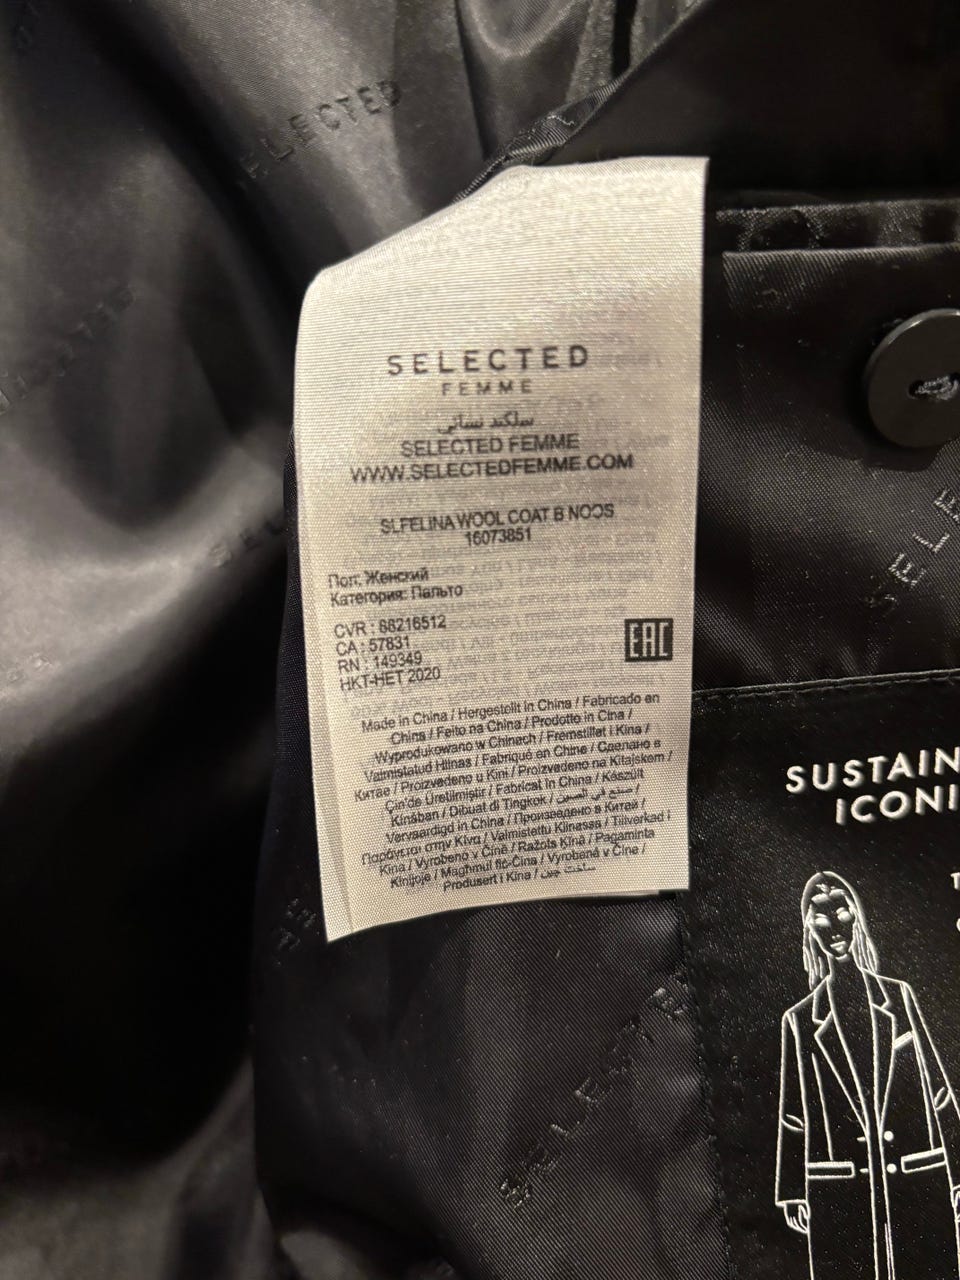 SELECTED
SELECTED
FEMME
سلكتد نسائي
SELECTED FEMME
WWW.SELECTEDFEMME.COM
SLFELINA WOOL COAT B NOOS
16073851
Пол: Женский
Категория: Пальто
CVR : 66216512
CA : 57831
RN : 149349
HKT-HET 2020
EAC
Made in China / Hergestellt in China / Fabricado en
China / Feito na China / Prodotto in Cina /
Wyprodukowano w Chinach / Fremstillet i Kina /
Valmistatud Hiinas / Fabriqué en Chine / Сделано в
Китае / Proizvedeno u Kini / Proizvedeno na Kitajskem /
Çin'de Üretilmiştir / Fabricat in China / Készült
Kínában / Dibuat di Tingkok / صنع في الصين /
Vervaardigd in China / Произведено в Китай /
Παράγεται στην Κίνα / Valmistettu Kiinassa / Tillverkad i
Kina / Vyrobeno v Číně / Ražots Ķīnā / Pagaminta
Kinijoje / Magħmul fiċ-Ċina / Vyrobené v Číne /
Produsert i Kina / ساخت چین
SUSTAIN
ICONI
SELECTED